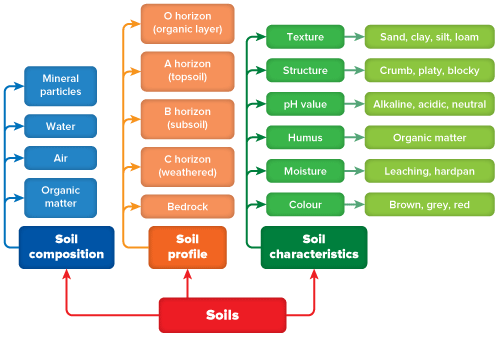 Mineral
particles
Water
Air
Organic
matter
Soil
composition
O horizon
(organic layer)
A horizon
(topsoil)
B horizon
(subsoil)
C horizon
(weathered)
Bedrock
Soil
profile
Texture
Sand, clay, silt, loam
Structure
Crumb, platy, blocky
pH value
Alkaline, acidic, neutral
Humus
Organic matter
Moisture
Leaching, hardpan
Colour
Brown, grey, red
Soil
characteristics
Soils